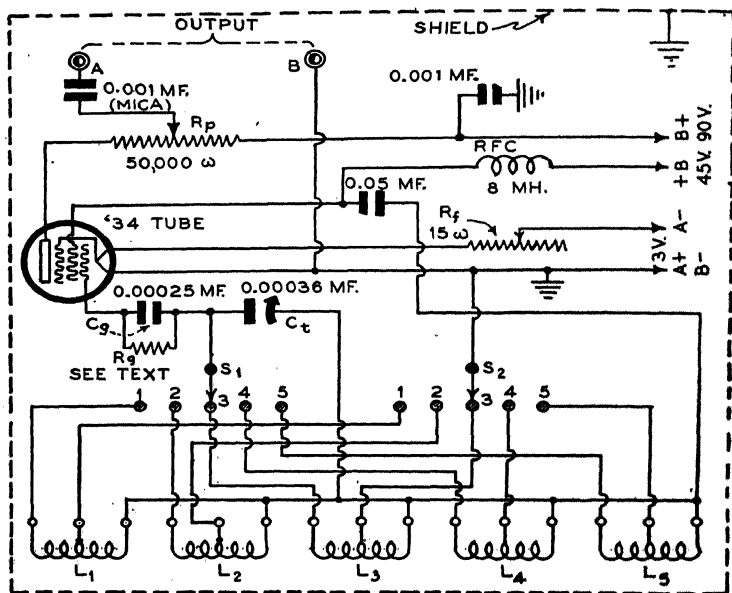 OUTPUT
SHIELD
A
B
0.001 MF.
(MICA)
0.001 MF.
Rp
50,000 ω
B+
90V.
RFC
8 MH.
+B
45V.
0.05 MF.
'34 TUBE
Rf
15ω
A-
3V.
A+
B-
0.00025 MF.
0.00036 MF.
Cg
Ct
Rg
SEE TEXT
S1
S2
1 2 3 4 5
1 2 3 4 5
L1 L2 L3 L4 L5